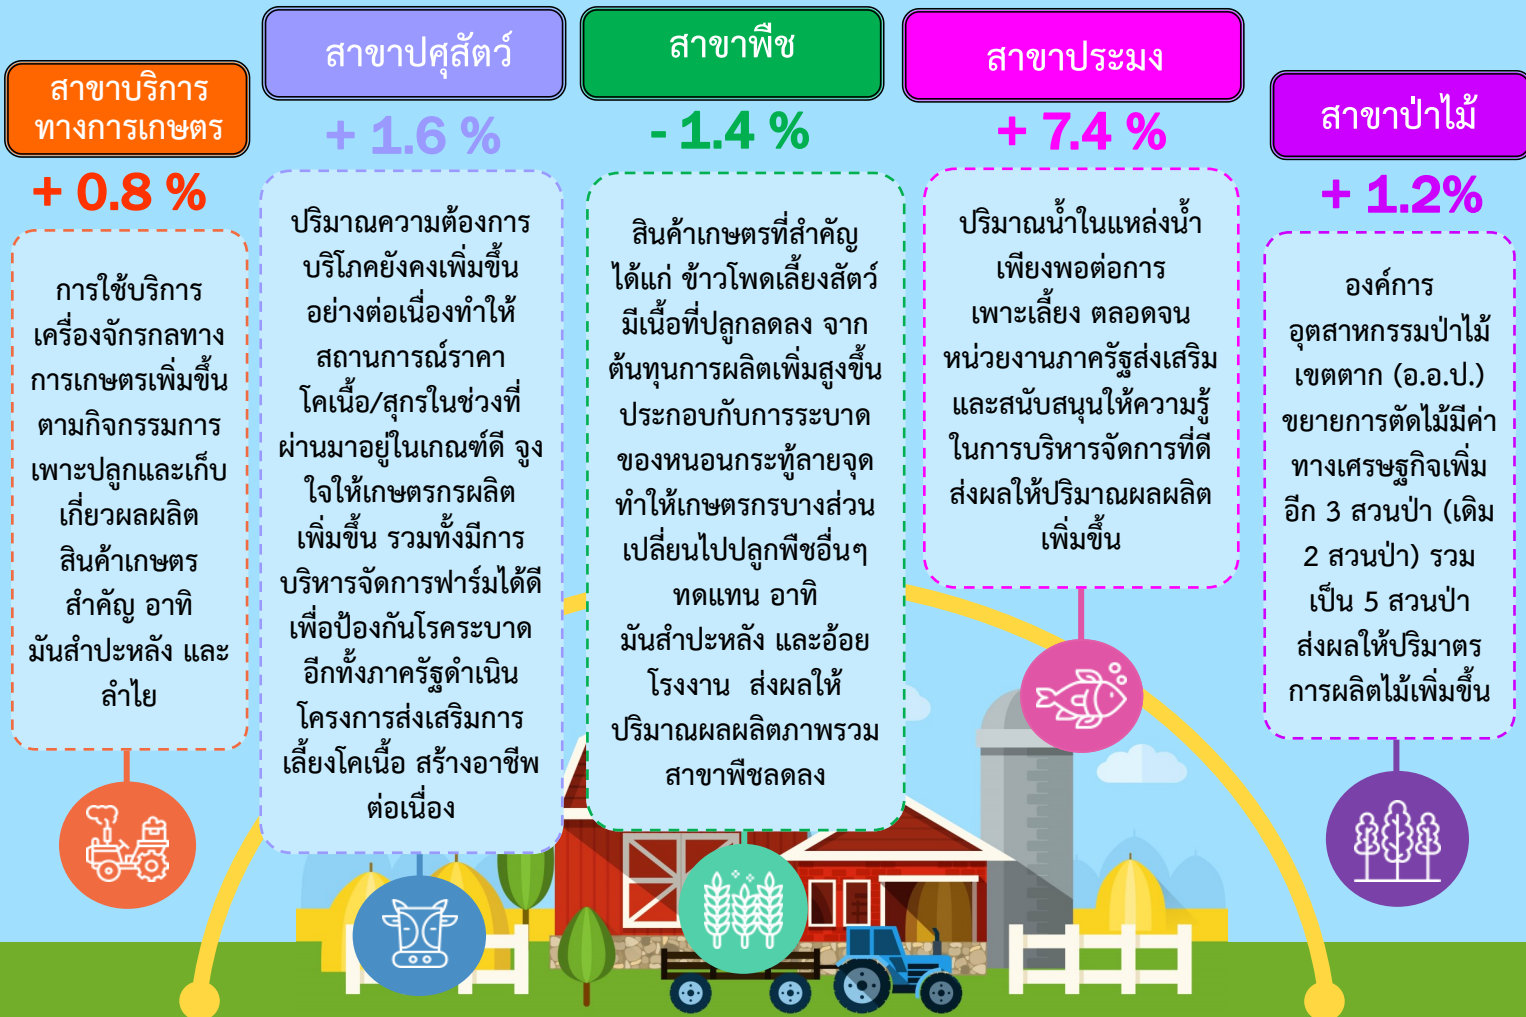 สาขาบริการ
ทางการเกษตร
+ 0.8 %
การใช้บริการ
เครื่องจักรกลทาง
การเกษตรเพิ่มขึ้น
ตามกิจกรรมการ
เพาะปลูกและเก็บ
เกี่ยวผลผลิต
สินค้าเกษตร
สำคัญ อาทิ
มันสำปะหลัง และ
ลำไย
สาขาปศุสัตว์
+ 1.6 %
ปริมาณความต้องการ
บริโภคยังคงเพิ่มขึ้น
อย่างต่อเนื่องทำให้
สถานการณ์ราคา
โคเนื้อ/สุกรในช่วงที่
ผ่านมาอยู่ในเกณฑ์ดี จูง
ใจให้เกษตรกรผลิต
เพิ่มขึ้น รวมทั้งมีการ
บริหารจัดการฟาร์มได้ดี
เพื่อป้องกันโรคระบาด
อีกทั้งภาครัฐดำเนิน
โครงการส่งเสริมการ
เลี้ยงโคเนื้อ สร้างอาชีพ
ต่อเนื่อง
สาขาพืช
- 1.4 %
สินค้าเกษตรที่สำคัญ
ได้แก่ ข้าวโพดเลี้ยงสัตว์
มีเนื้อที่ปลูกลดลง จาก
ต้นทุนการผลิตเพิ่มสูงขึ้น
ประกอบกับการระบาด
ของหนอนกระทู้ลายจุด
ทำให้เกษตรกรบางส่วน
เปลี่ยนไปปลูกพืชอื่นๆ
ทดแทน อาทิ
มันสำปะหลัง และอ้อย
โรงงาน ส่งผลให้
ปริมาณผลผลิตภาพรวม
สาขาพืชลดลง
สาขาประมง
+ 7.4 %
ปริมาณน้ำในแหล่งน้ำ
เพียงพอต่อการ
เพาะเลี้ยง ตลอดจน
หน่วยงานภาครัฐส่งเสริม
และสนับสนุนให้ความรู้
ในการบริหารจัดการที่ดี
ส่งผลให้ปริมาณผลผลิต
เพิ่มขึ้น
สาขาป่าไม้
+ 1.2%
องค์การ
อุตสาหกรรมป่าไม้
เขตตาก (อ.อ.ป.)
ขยายการตัดไม้มีค่า
ทางเศรษฐกิจเพิ่ม
อีก 3 สวนป่า (เดิม
2 สวนป่า) รวม
เป็น 5 สวนป่า
ส่งผลให้ปริมาตร
การผลิตไม้เพิ่มขึ้น